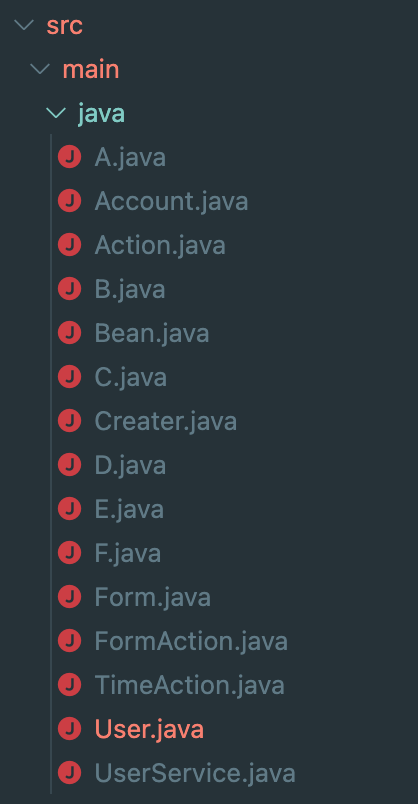 src
main
java
J A.java
J Account.java
J Action.java
J B.java
J Bean.java
J C.java
J Creater.java
J D.java
J E.java
J F.java
J Form.java
J FormAction.java
J TimeAction.java
J User.java
J UserService.java